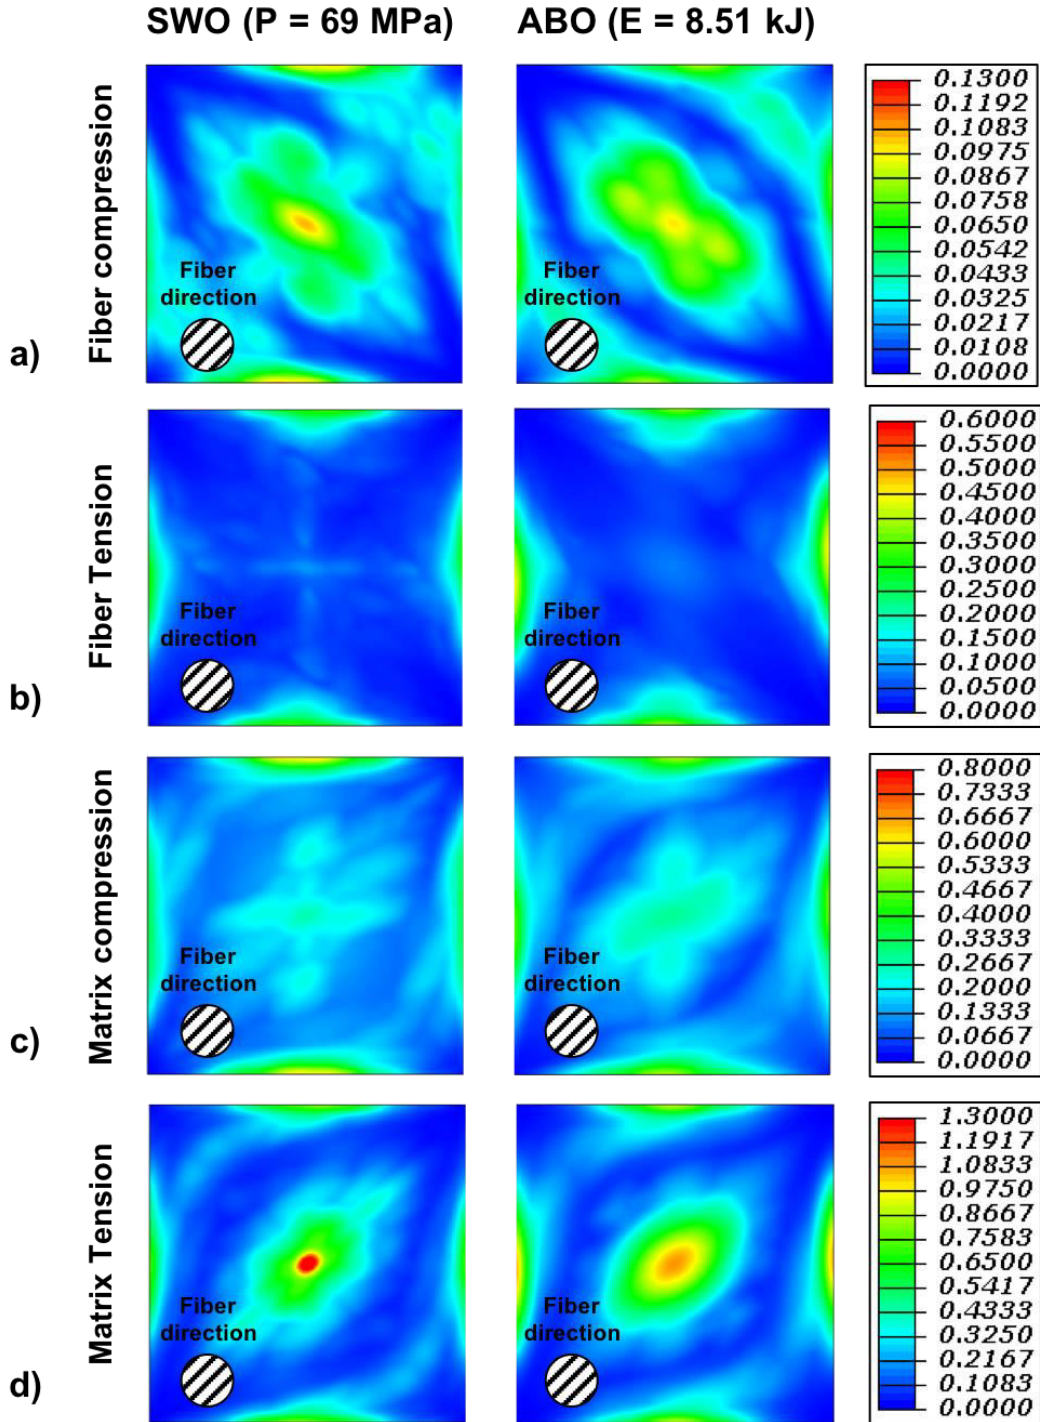 SWO (P = 69 MPa)
ABO (E = 8.51 kJ)
a)
Fiber compression
Fiber
direction
Fiber
direction
0.1300
0.1192
0.1083
0.0975
0.0867
0.0758
0.0650
0.0542
0.0433
0.0325
0.0217
0.0108
0.0000
b)
Fiber Tension
Fiber
direction
Fiber
direction
0.6000
0.5500
0.5000
0.4500
0.4000
0.3500
0.3000
0.2500
0.2000
0.1500
0.1000
0.0500
0.0000
c)
Matrix compression
Fiber
direction
Fiber
direction
0.8000
0.7333
0.6667
0.6000
0.5333
0.4667
0.4000
0.3333
0.2667
0.2000
0.1333
0.0667
0.0000
d)
Matrix Tension
Fiber
direction
Fiber
direction
1.3000
1.1917
1.0833
0.9750
0.8667
0.7583
0.6500
0.5417
0.4333
0.3250
0.2167
0.1083
0.0000